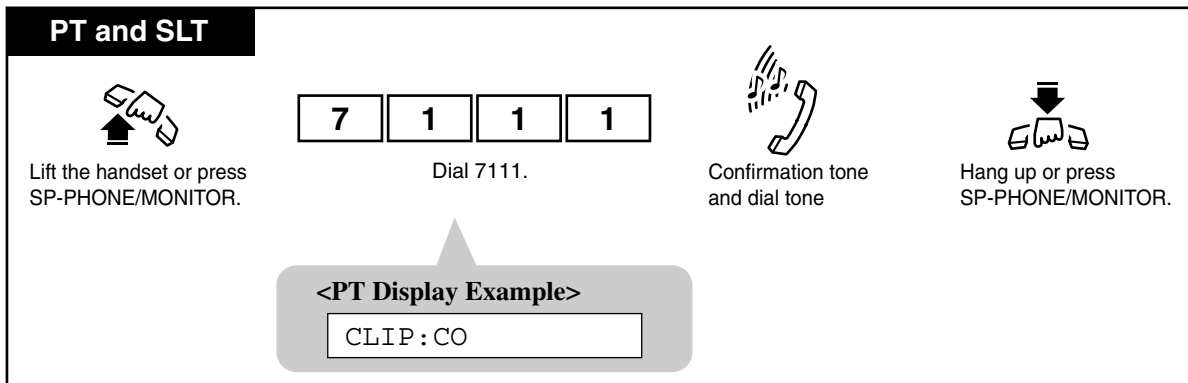 PT and SLT
7 1 1 1
Lift the handset or press
SP-PHONE/MONITOR.
Dial 7111.
Confirmation tone
and dial tone
Hang up or press
SP-PHONE/MONITOR.
<PT Display Example>
CLIP:CO